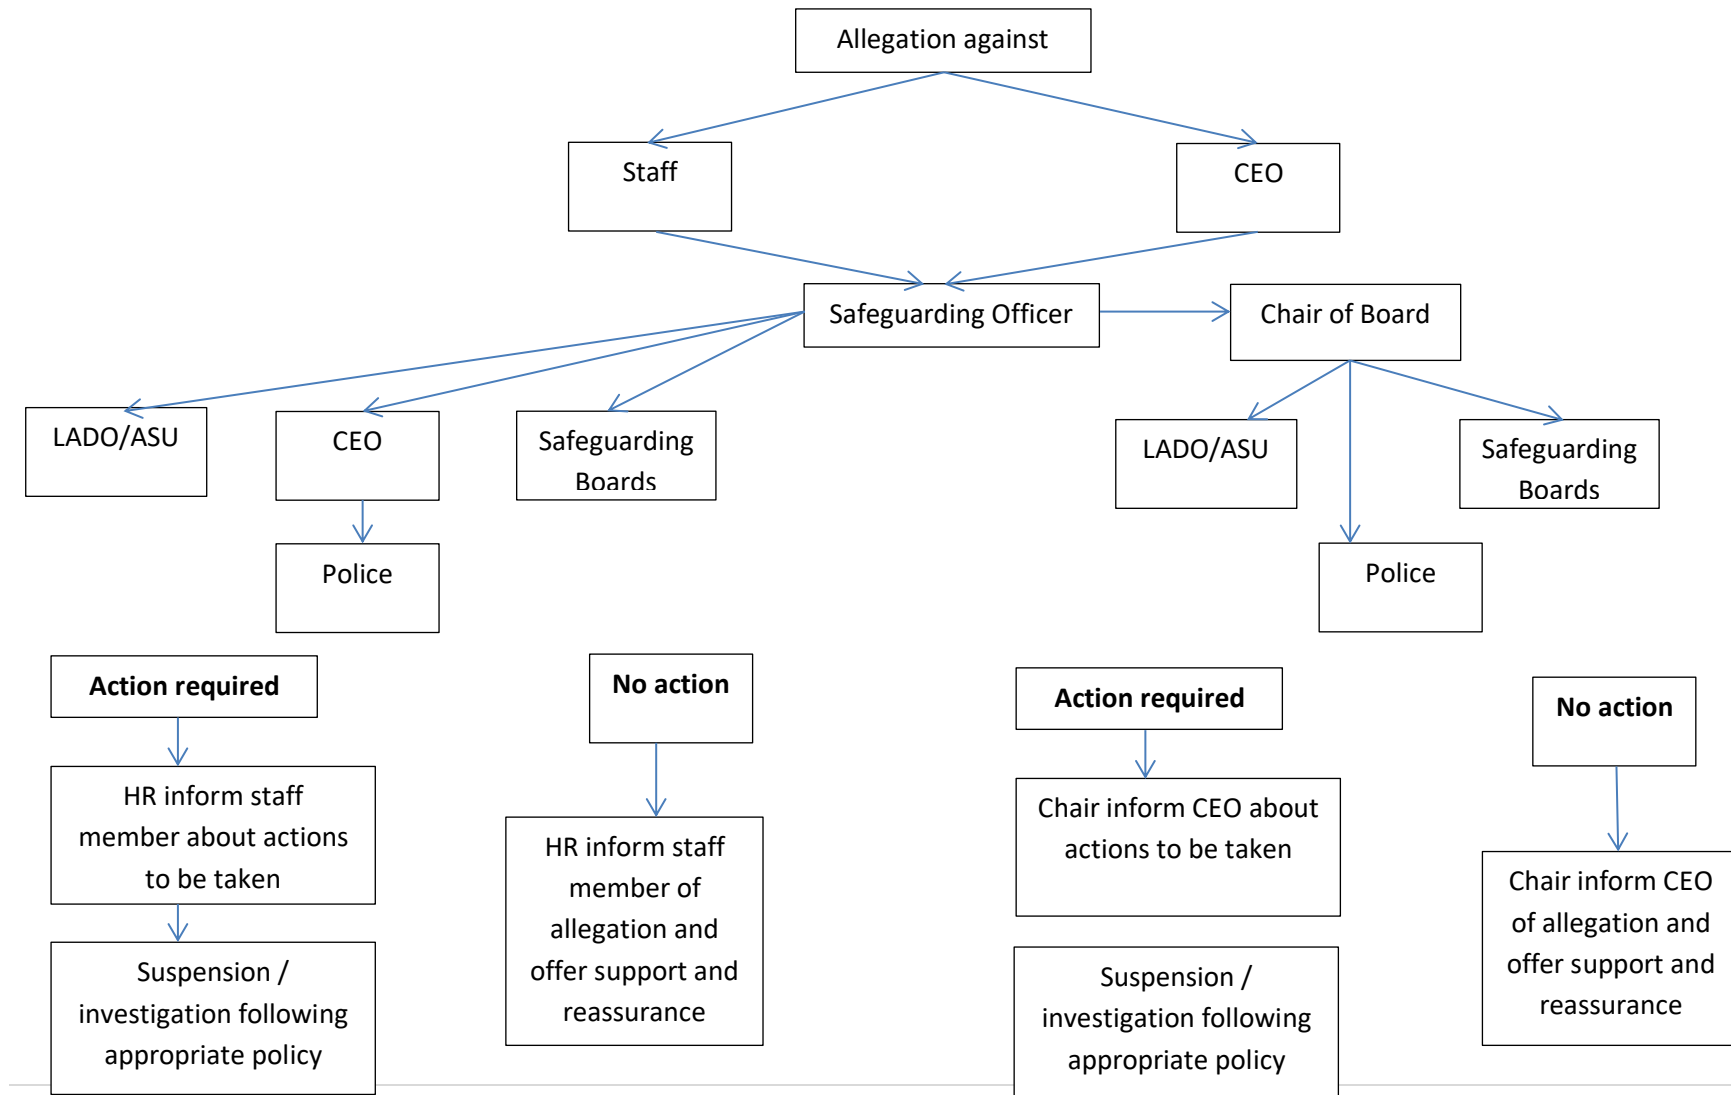 Allegation against
Staff
CEO
Safeguarding Officer
Chair of Board
LADO/ASU
CEO
Safeguarding
Boards
LADO/ASU
Safeguarding
Boards
Police
Police
Action required
No action
Action required
No action
HR inform staff
member about actions
to be taken
HR inform staff
member of
allegation and
offer support and
reassurance
Chair inform CEO about
actions to be taken
Chair inform CEO
of allegation and
offer support and
reassurance
Suspension /
investigation following
appropriate policy
Suspension /
investigation following
appropriate policy